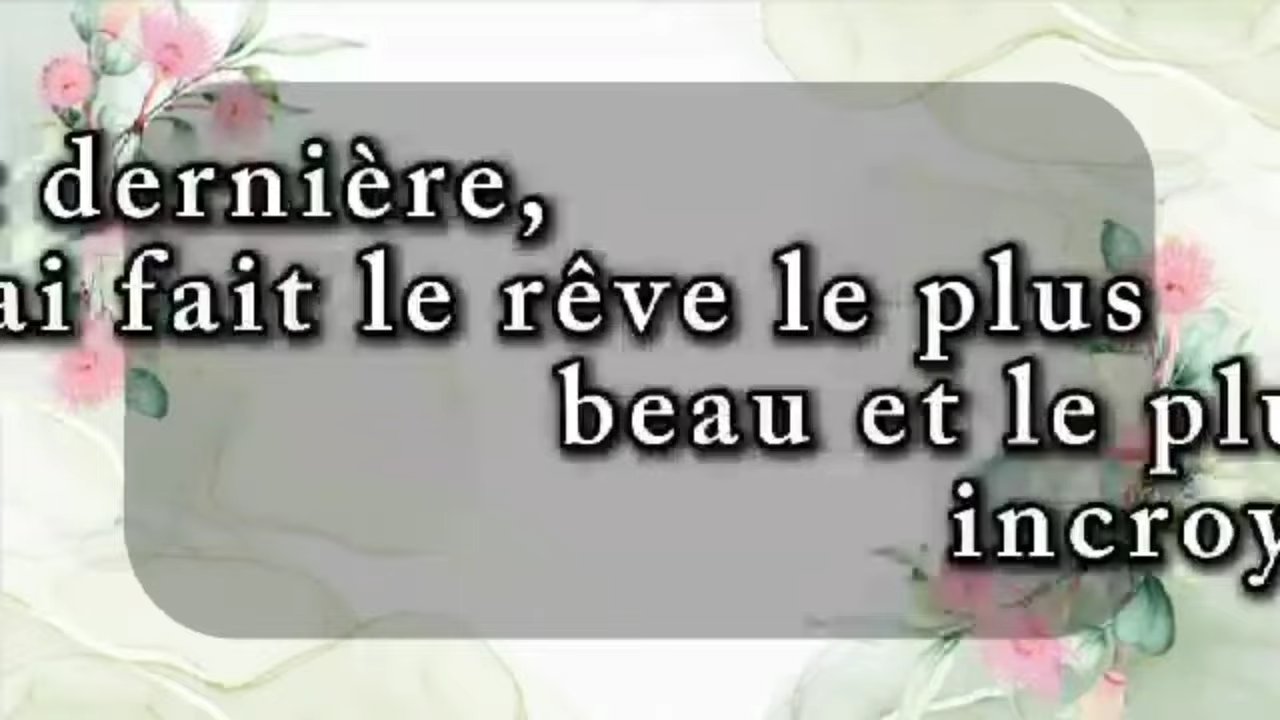 dernière,
ai fait le rêve le plus
beau et le plu
incroy